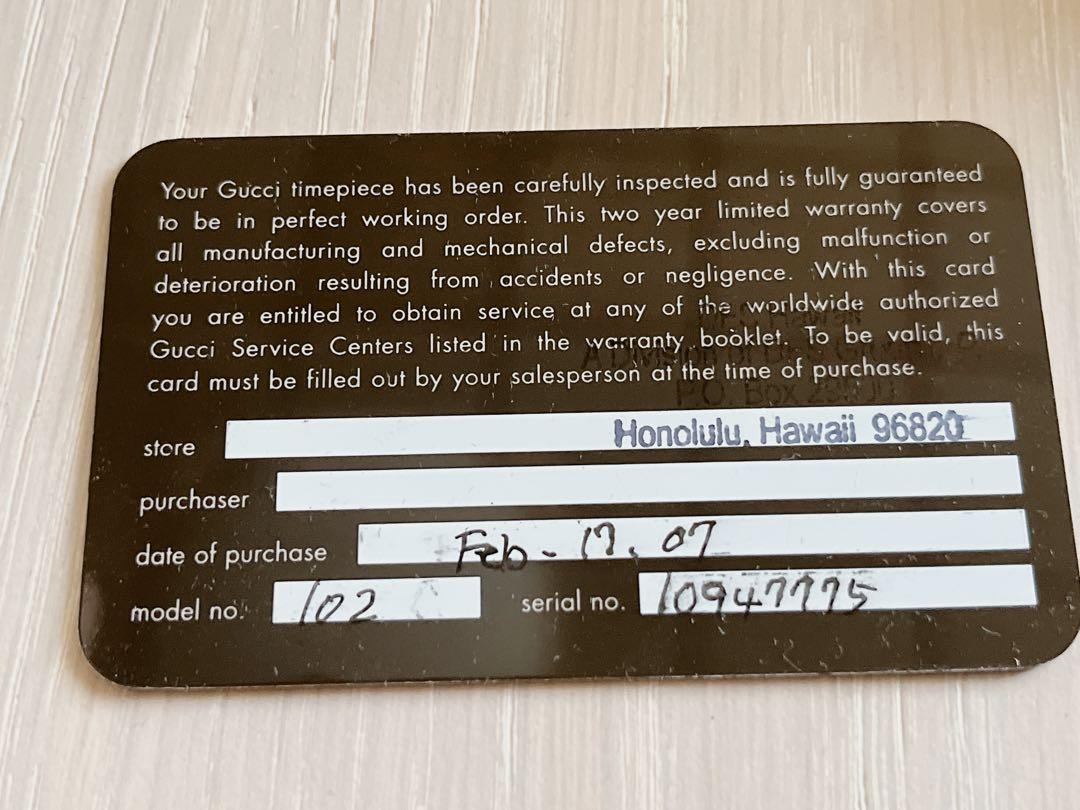 Your Gucci timepiece has been carefully inspected and is fully guaranteed
to be in perfect working order. This two year limited warranty covers
all manufacturing and mechanical defects, excluding malfunction or
deterioration resulting from accidents or negligence. With this card
you are entitled to obtain service at any of the worldwide authorized
Gucci Service Centers listed in the warranty booklet. To be valid, this
card must be filled out by your salesperson at the time of purchase.
P.O. Box
store Honolulu, Hawaii 96820
purchaser
date of purchase Feb - 17, 07
model no. 102 serial no. 10947775